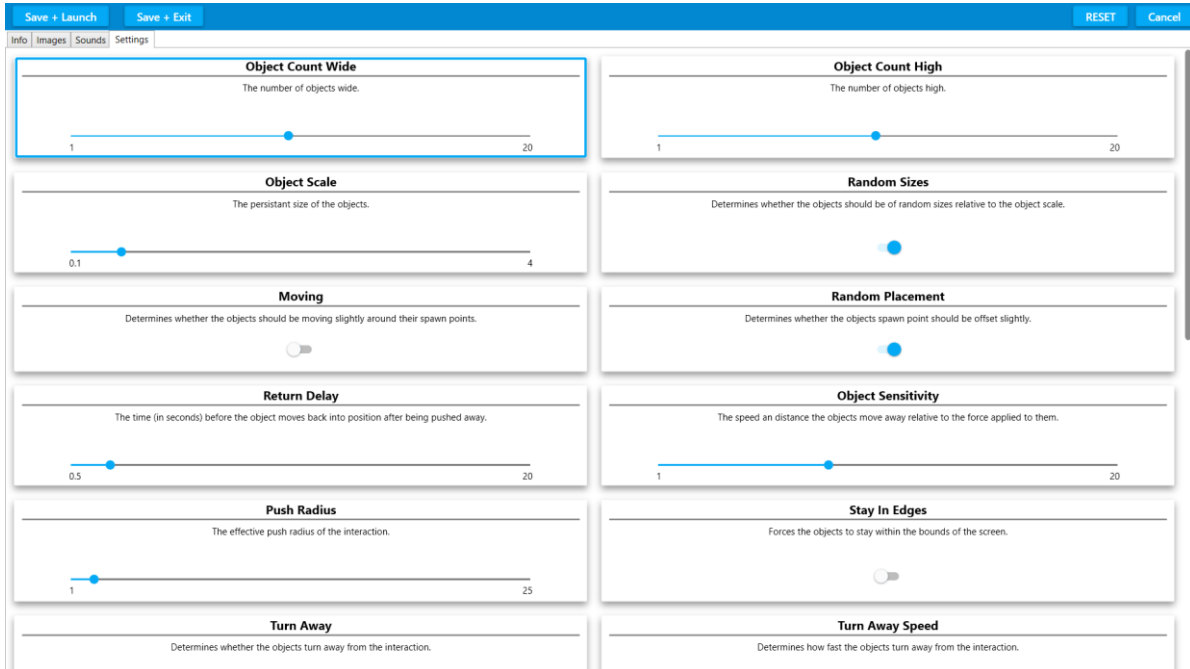 Save + Launch Save + Exit RESET Cancel
Info Images Sounds Settings
Object Count Wide
The number of objects wide.
1 20
Object Count High
The number of objects high.
1 20
Object Scale
The persistant size of the objects.
0.1 4
Random Sizes
Determines whether the objects should be of random sizes relative to the object scale.
Moving
Determines whether the objects should be moving slightly around their spawn points.
Random Placement
Determines whether the objects spawn point should be offset slightly.
Return Delay
The time (in seconds) before the object moves back into position after being pushed away.
0.5 20
Object Sensitivity
The speed an distance the objects move away relative to the force applied to them.
1 20
Push Radius
The effective push radius of the interaction.
1 25
Stay In Edges
Forces the objects to stay within the bounds of the screen.
Turn Away
Determines whether the objects turn away from the interaction.
Turn Away Speed
Determines how fast the objects turn away from the interaction.